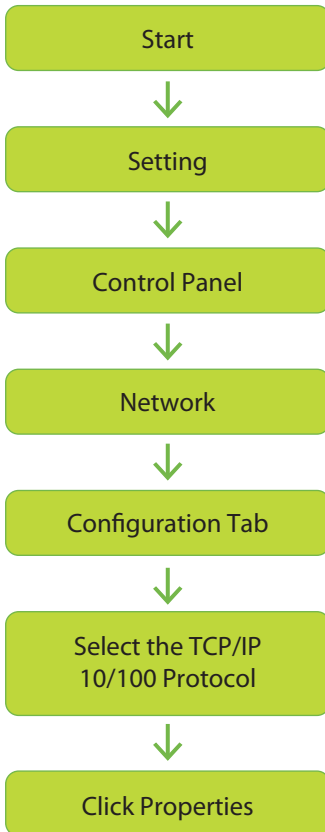 Start
Setting
Control Panel
Network
Configuration Tab
Select the TCP/IP
10/100 Protocol
Click Properties